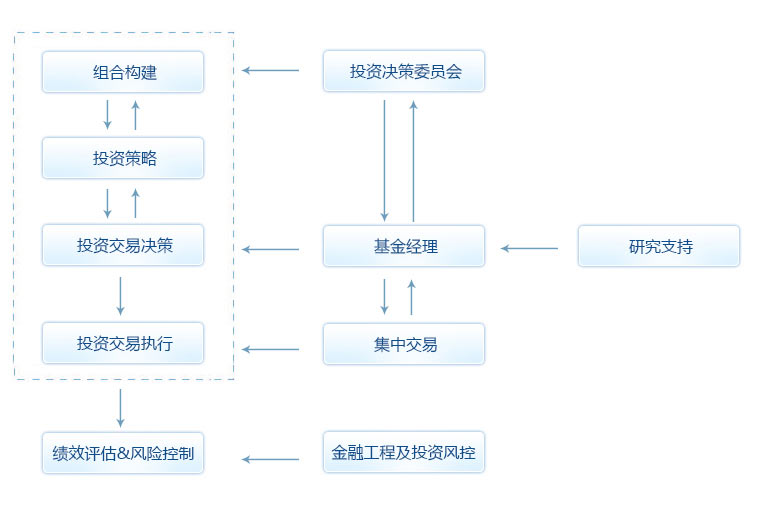 组合构建
投资决策委员会
投资策略
投资交易决策
基金经理
研究支持
投资交易执行
集中交易
绩效评估&风险控制
金融工程及投资风控